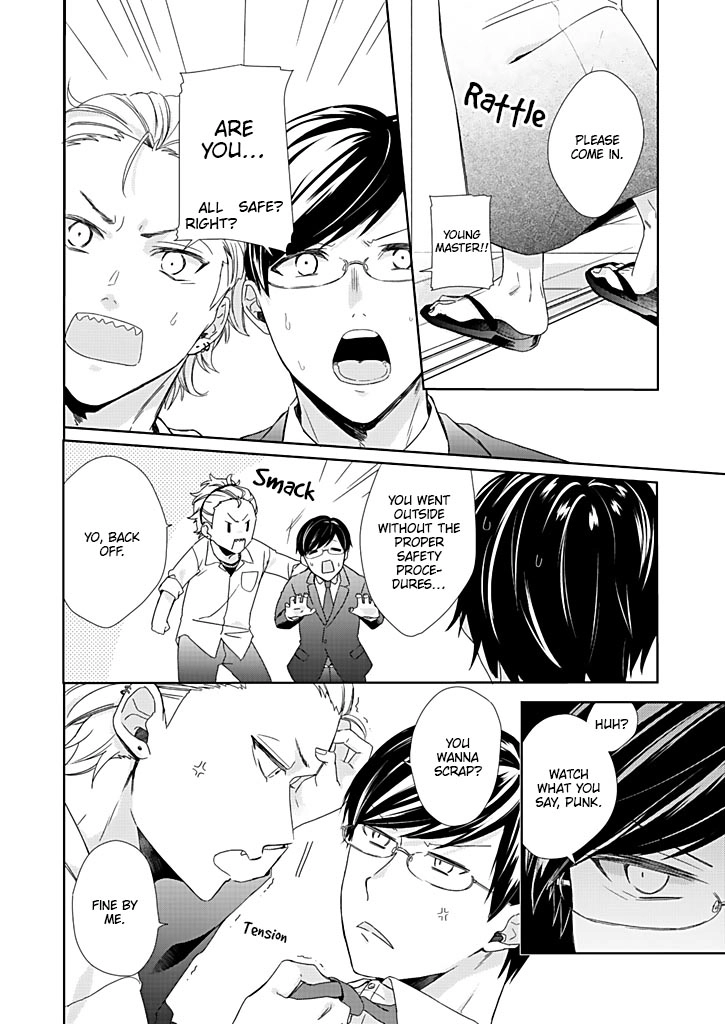 Rattle
PLEASE
COME IN.
YOUNG
MASTER!!
ARE
YOU...
ALL SAFE?
RIGHT?
YOU WENT
OUTSIDE
WITHOUT THE
PROPER
SAFETY
PROCE-
DURES...
Smack
YO, BACK
OFF.
HUH?
WATCH
WHAT YOU
SAY, PUNK.
YOU
WANNA
SCRAP?
Tension
FINE BY
ME.